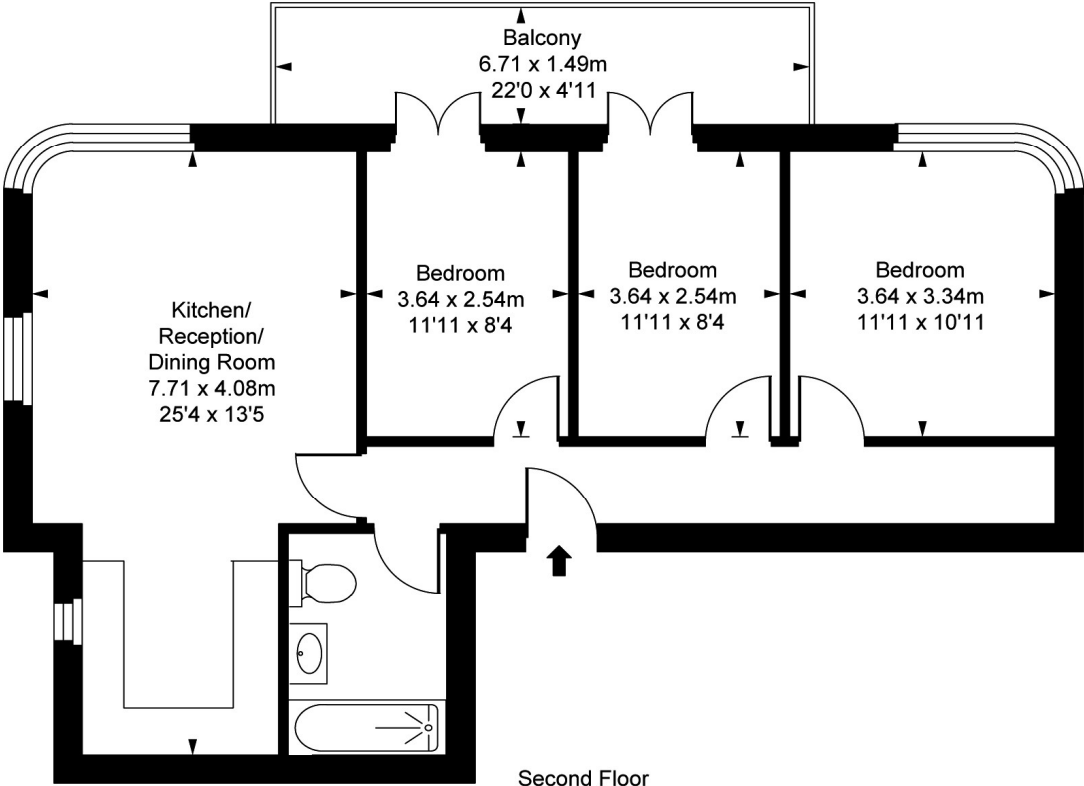 Balcony
6.71 x 1.49m
22'0 x 4'11
Kitchen/
Reception/
Dining Room
7.71 x 4.08m
25'4 x 13'5
Bedroom
3.64 x 2.54m
11'11 x 8'4
Bedroom
3.64 x 2.54m
11'11 x 8'4
Bedroom
3.64 x 3.34m
11'11 x 10'11
Second Floor